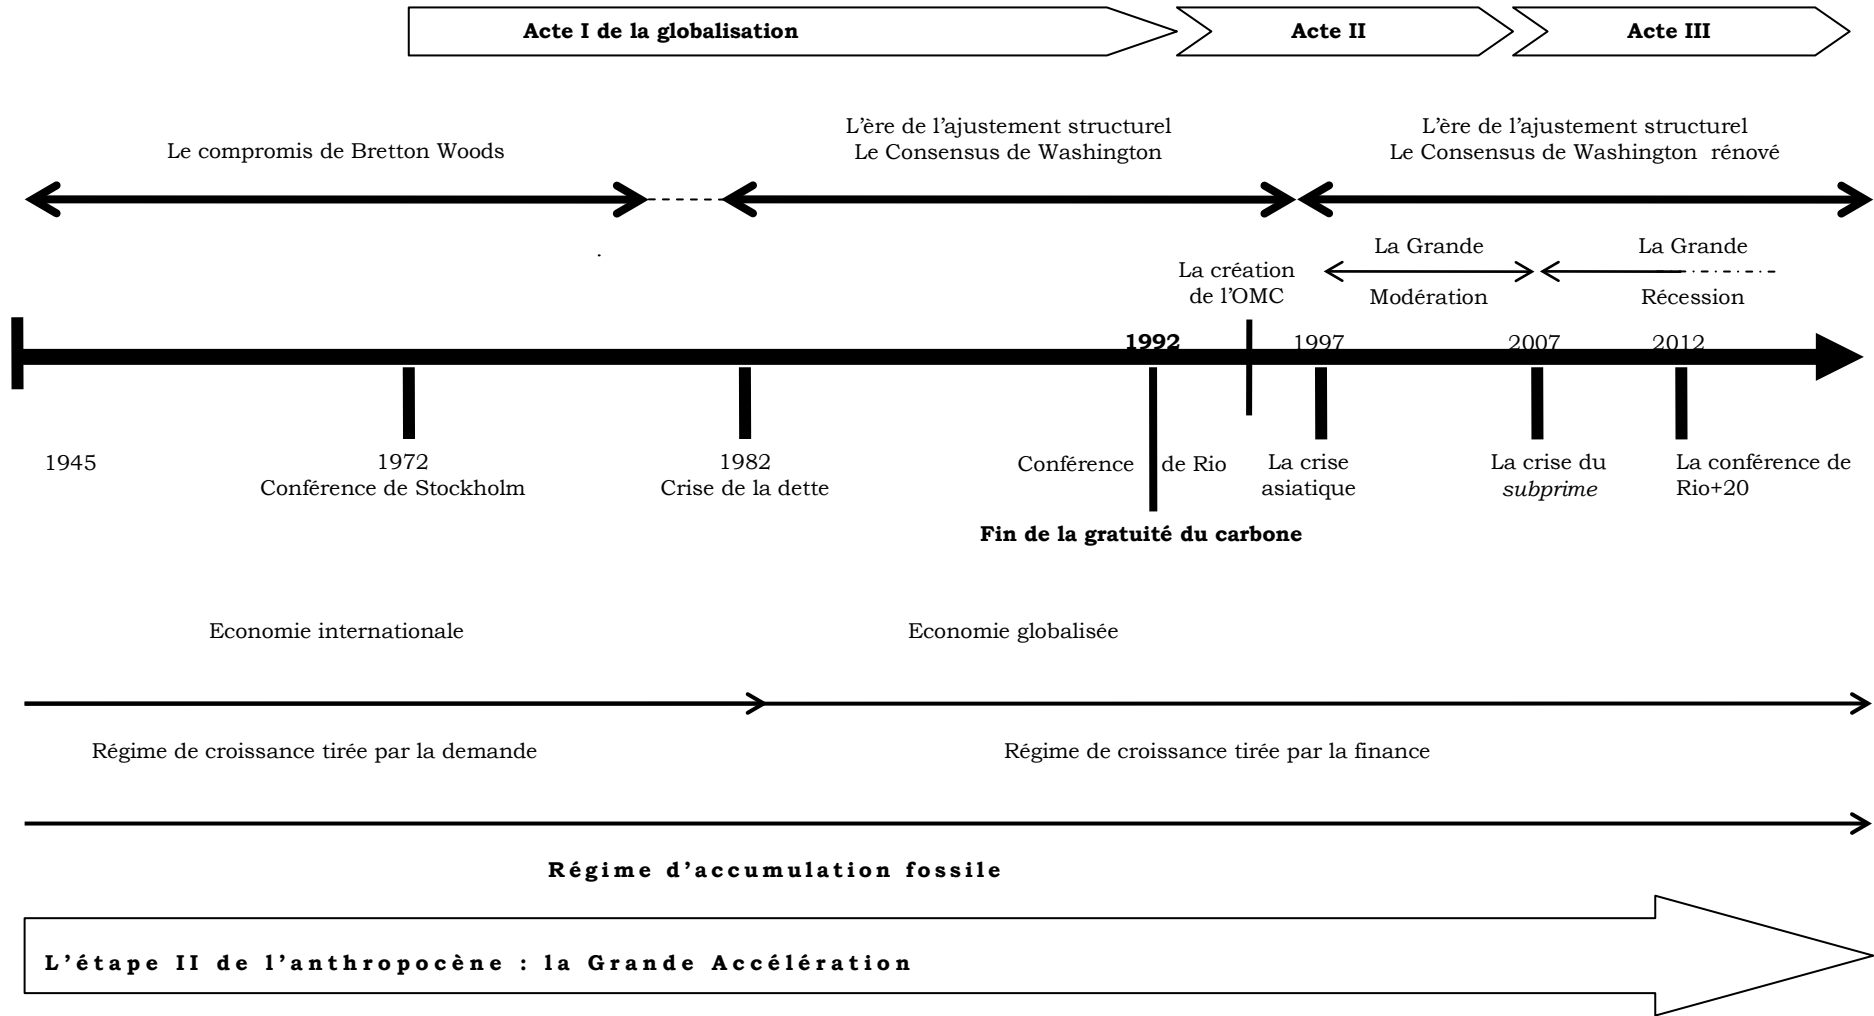 Acte I de la globalisation
Acte II
Acte III
Le compromis de Bretton Woods
L’ère de l’ajustement structurel
Le Consensus de Washington
L’ère de l’ajustement structurel
Le Consensus de Washington rénové
La création
de l’OMC
La Grande
Modération
La Grande
Récession
1992
1997
2007
2012
1945
1972
Conférence de Stockholm
1982
Crise de la dette
Conférence de Rio
La crise
asiatique
La crise du
subprime
La conférence de
Rio+20
Fin de la gratuité du carbone
Economie internationale
Economie globalisée
Régime de croissance tirée par la demande
Régime de croissance tirée par la finance
Régime d’accumulation fossile
L’étape II de l’anthropocène : la Grande Accélération